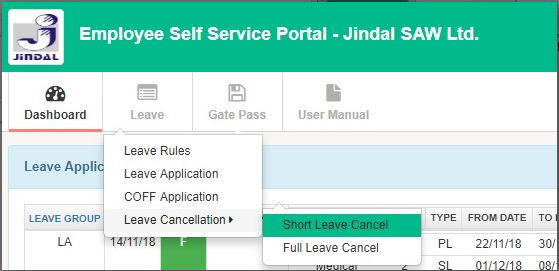 JINDAL
Employee Self Service Portal - Jindal SAW Ltd.
Dashboard Leave Gate Pass User Manual
Leave Rules
Leave Application
COFF Application
Leave Cancellation
Short Leave Cancel
Full Leave Cancel
Leave Applic
LEAVE GROUP TYPE FROM DATE
LA 14/11/18 F PL 22/11/18 30/
Medical 2 SL 01/12/18 08/